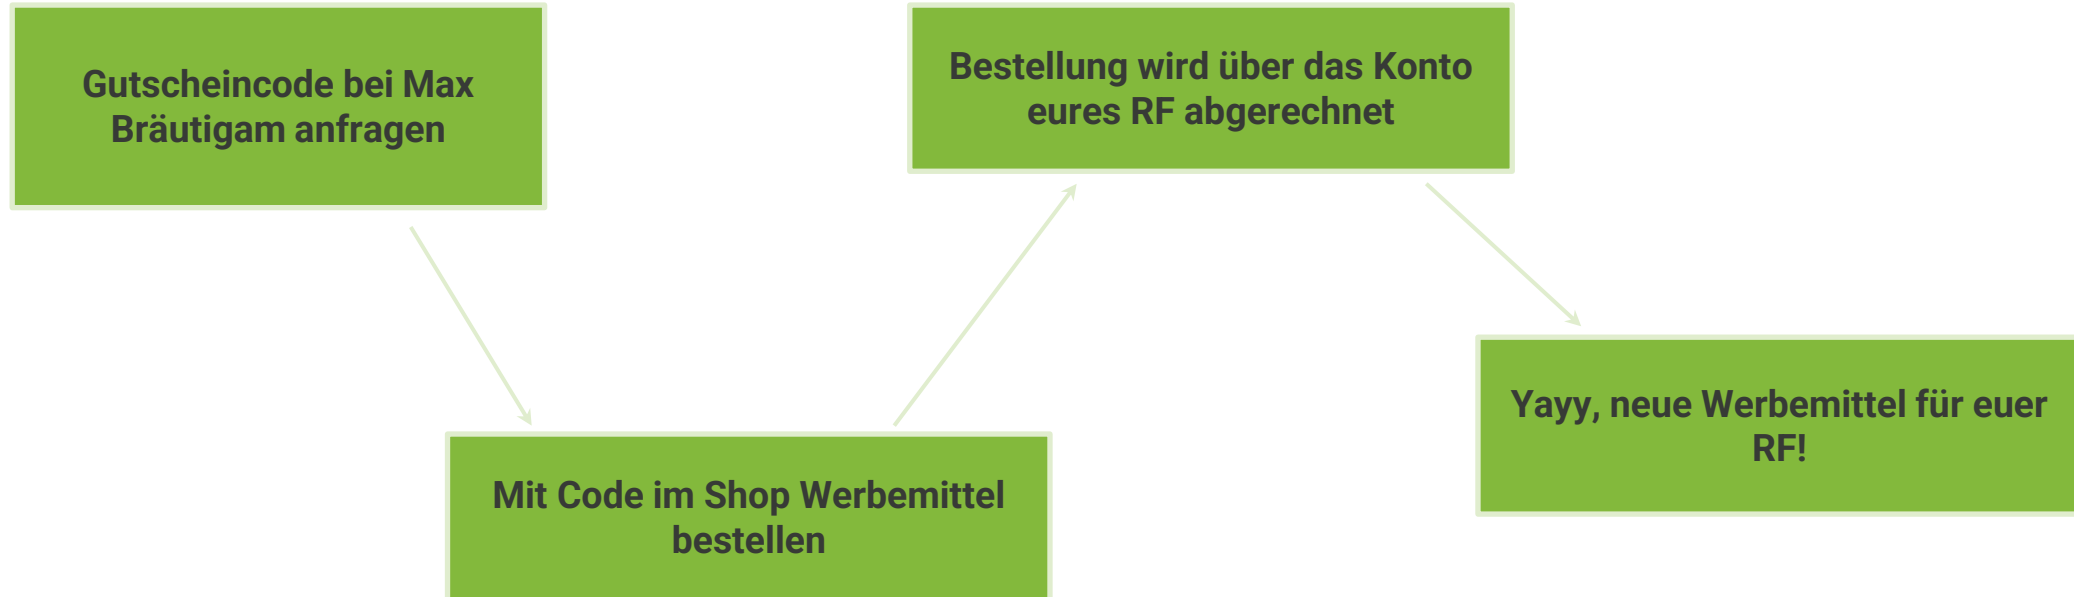 Gutscheincode bei Max
Bräutigam anfragen
Mit Code im Shop Werbemittel
bestellen
Bestellung wird über das Konto
eures RF abgerechnet
Yayy, neue Werbemittel für euer
RF!